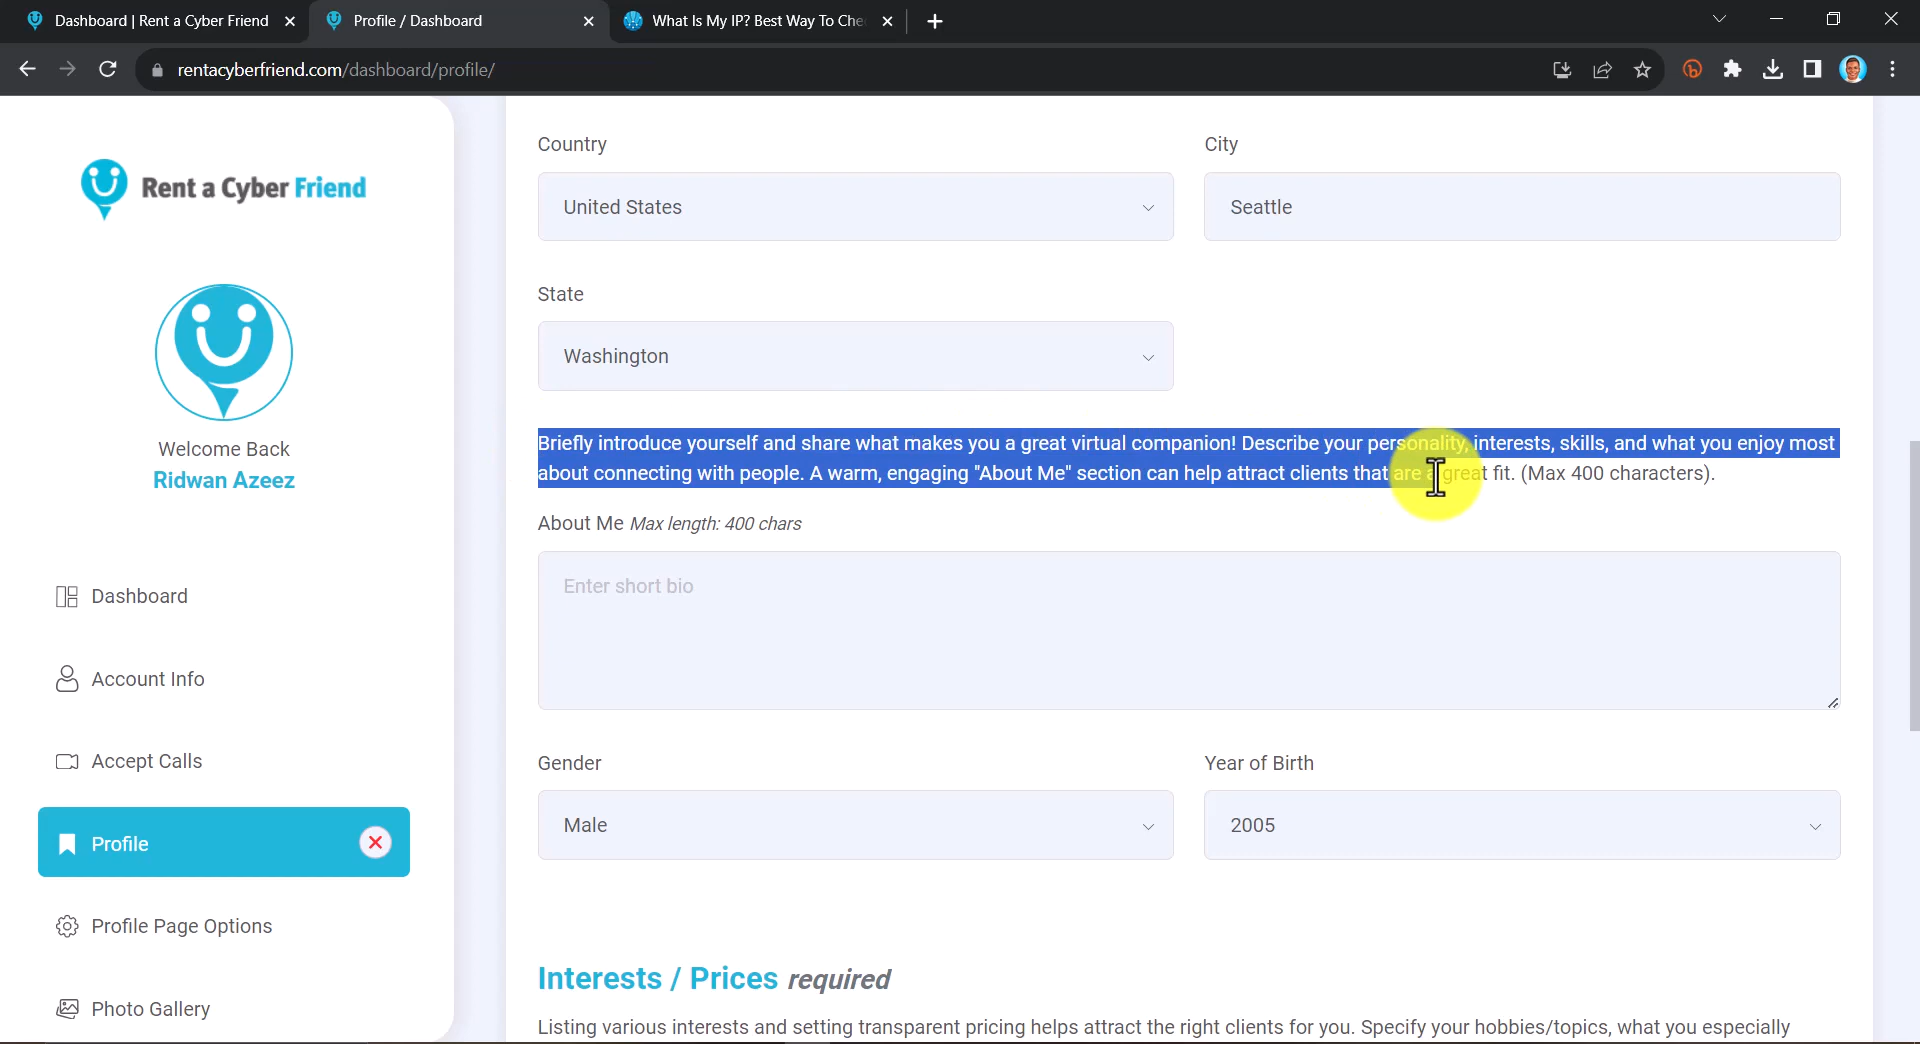 Dashboard | Rent a Cyber Friend
Profile / Dashboard
What Is My IP? Best Way To Che
rentacyberfriend.com/dashboard/profile/
Rent a Cyber Friend
Welcome Back
Ridwan Azeez
Dashboard
Account Info
Accept Calls
Profile
Profile Page Options
Photo Gallery
Country
City
United States
Seattle
State
Washington
Briefly introduce yourself and share what makes you a great virtual companion! Describe your personality, interests, skills, and what you enjoy most
about connecting with people. A warm, engaging "About Me" section can help attract clients that are a great fit. (Max 400 characters).
About Me Max length: 400 chars
Enter short bio
Gender
Year of Birth
Male
2005
Interests / Prices required
Listing various interests and setting transparent pricing helps attract the right clients for you. Specify your hobbies/topics, what you especially